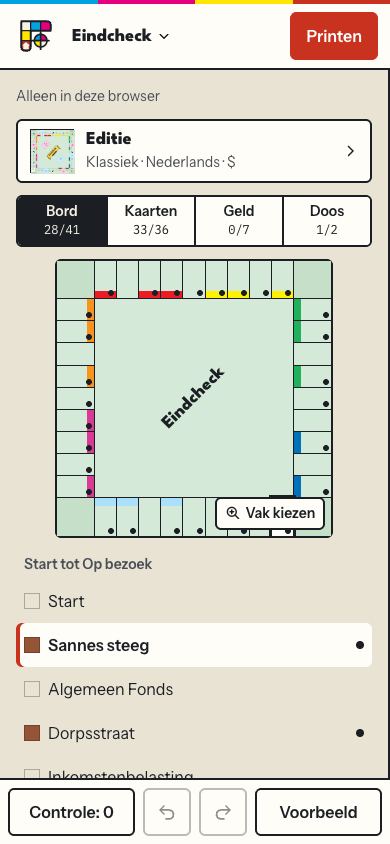 Eindcheck
Printen
Alleen in deze browser
Editie
Klassiek · Nederlands · $
Bord
28/41
Kaarten
33/36
Geld
0/7
Doos
1/2
Eindcheck
Vak kiezen
Start tot Op bezoek
Start
Sannes steeg
Algemeen Fonds
Dorpsstraat
Inkomstenbelasting
Controle: 0
Voorbeeld